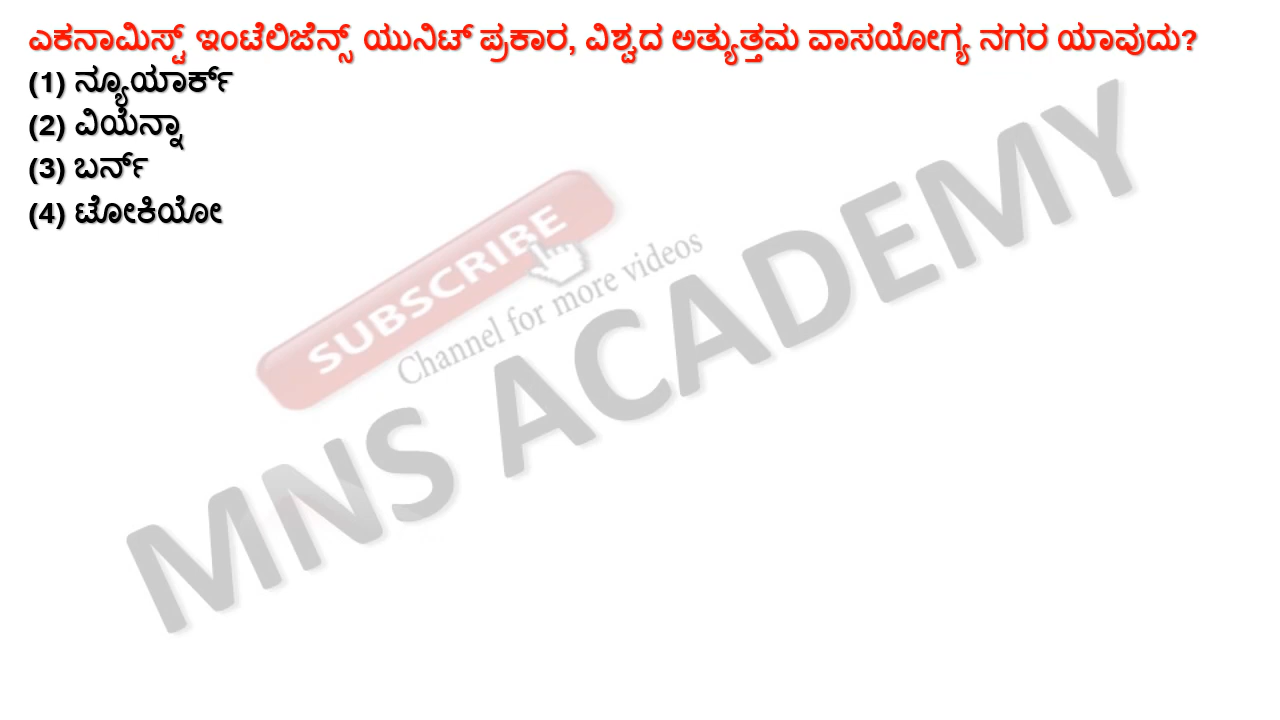 ಎಕನಾಮಿಸ್ಟ್ ಇಂಟೆಲಿಜೆನ್ಸ್ ಯುನಿಟ್ ಪ್ರಕಾರ, ವಿಶ್ವದ ಅತ್ಯುತ್ತಮ ವಾಸಯೋಗ್ಯ ನಗರ ಯಾವುದು?
(1) ನ್ಯೂಯಾರ್ಕ್
(2) ವಿಯೆನ್ನಾ
(3) ಬರ್ನ್
(4) ಟೋಕಿಯೋ
SUBSCRIBE
Channel for more videos
MNS ACADEMY